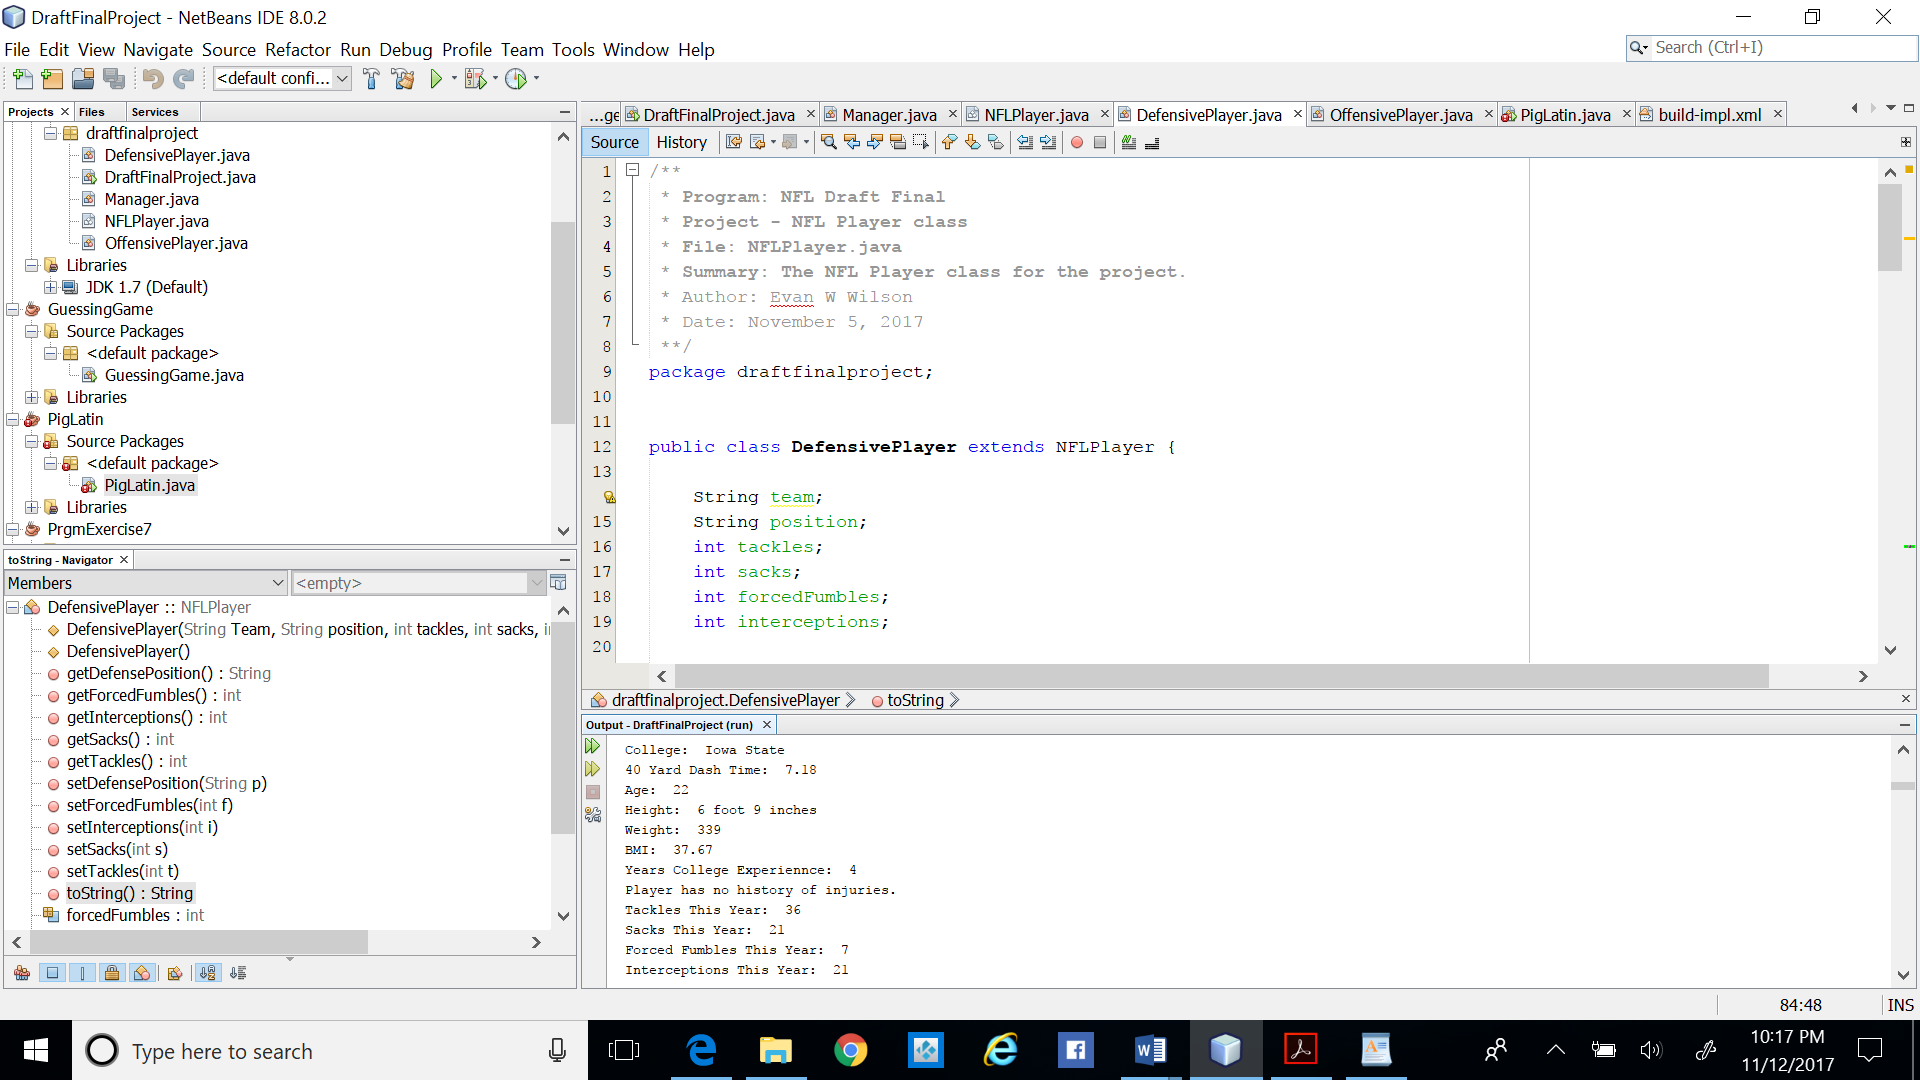 DraftFinalProject - NetBeans IDE 8.0.2
File Edit View Navigate Source Refactor Run Debug Profile Team Tools Window Help
Search (Ctrl+I)
<default confi...
Projects Files Services
draftfinalproject
DefensivePlayer.java
DraftFinalProject.java
Manager.java
NFLPlayer.java
OffensivePlayer.java
Libraries
JDK 1.7 (Default)
GuessingGame
Source Packages
<default package>
GuessingGame.java
Libraries
PigLatin
Source Packages
<default package>
PigLatin.java
Libraries
PrgmExercise7
toString - Navigator
Members <empty>
DefensivePlayer :: NFLPlayer
DefensivePlayer(String Team, String position, int tackles, int sacks, i
DefensivePlayer()
getDefensePosition() : String
getForcedFumbles() : int
getInterceptions() : int
getSacks() : int
getTackles() : int
setDefensePosition(String p)
setForcedFumbles(int f)
setInterceptions(int i)
setSacks(int s)
setTackles(int t)
toString() : String
forcedFumbles : int
...ge DraftFinalProject.java Manager.java NFLPlayer.java DefensivePlayer.java OffensivePlayer.java PigLatin.java build-impl.xml
Source History
1 /**
2 * Program: NFL Draft Final
3 * Project - NFL Player class
4 * File: NFLPlayer.java
5 * Summary: The NFL Player class for the project.
6 * Author: Evan W Wilson
7 * Date: November 5, 2017
8 **/
9 package draftfinalproject;
10
11
12 public class DefensivePlayer extends NFLPlayer {
13
String team;
15 String position;
16 int tackles;
17 int sacks;
18 int forcedFumbles;
19 int interceptions;
20
draftfinalproject.DefensivePlayer toString
Output - DraftFinalProject (run)
College: Iowa State
40 Yard Dash Time: 7.18
Age: 22
Height: 6 foot 9 inches
Weight: 339
BMI: 37.67
Years College Experiennce: 4
Player has no history of injuries.
Tackles This Year: 36
Sacks This Year: 21
Forced Fumbles This Year: 7
Interceptions This Year: 21
84:48 INS
Type here to search
10:17 PM
11/12/2017